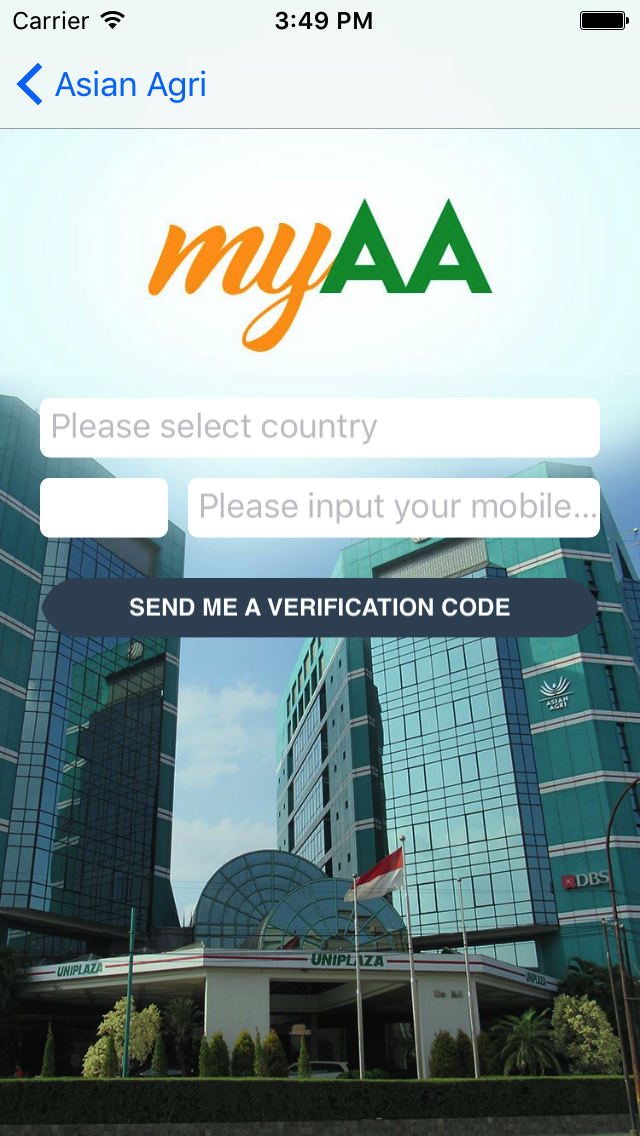 Carrier 3:49 PM
Asian Agri
myAA
Please select country
Please input your mobile...
SEND ME A VERIFICATION CODE
ASIAN
AGRI
DBS
UNIPLAZA UNIPLAZA UNIPLAZA